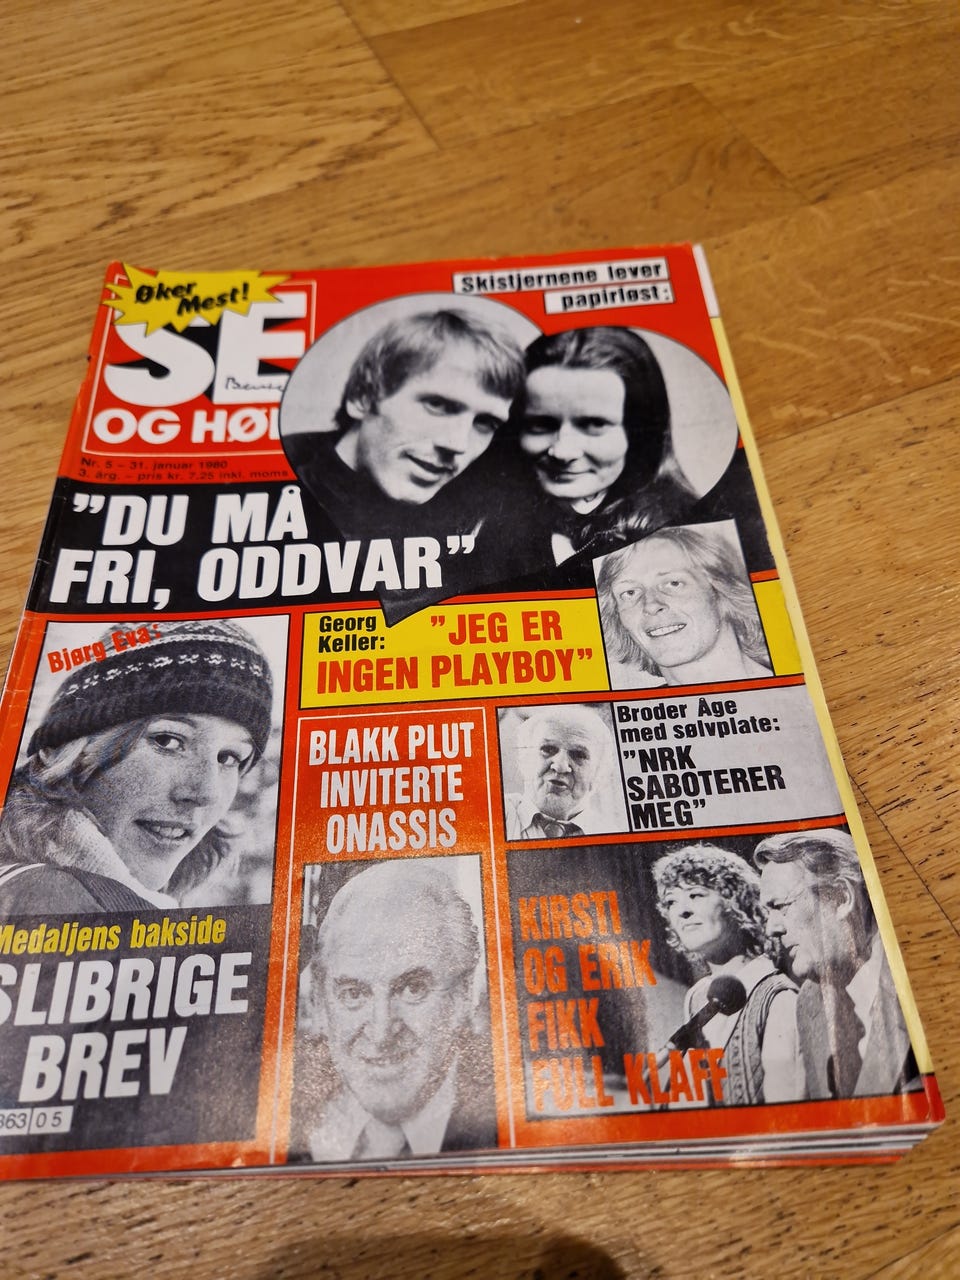 Øker
Mest!
SE
OG HØR
Nr. 5 – 31. januar 1980
3. årg. – pris kr. 7,25 inkl. moms
Skistjernene lever
papirløst:
"DU MÅ
FRI, ODDVAR"
Georg
Keller:
"JEG ER
INGEN PLAYBOY"
Bjørg Eva:
Medaljens bakside
SLIBRIGE
BREV
BLAKK PLUT
INVITERTE
ONASSIS
Broder Åge
med sølvplate:
"NRK
SABOTERER
MEG"
KIRSTI
OG ERIK
FIKK
FULL KLAFF
363 05